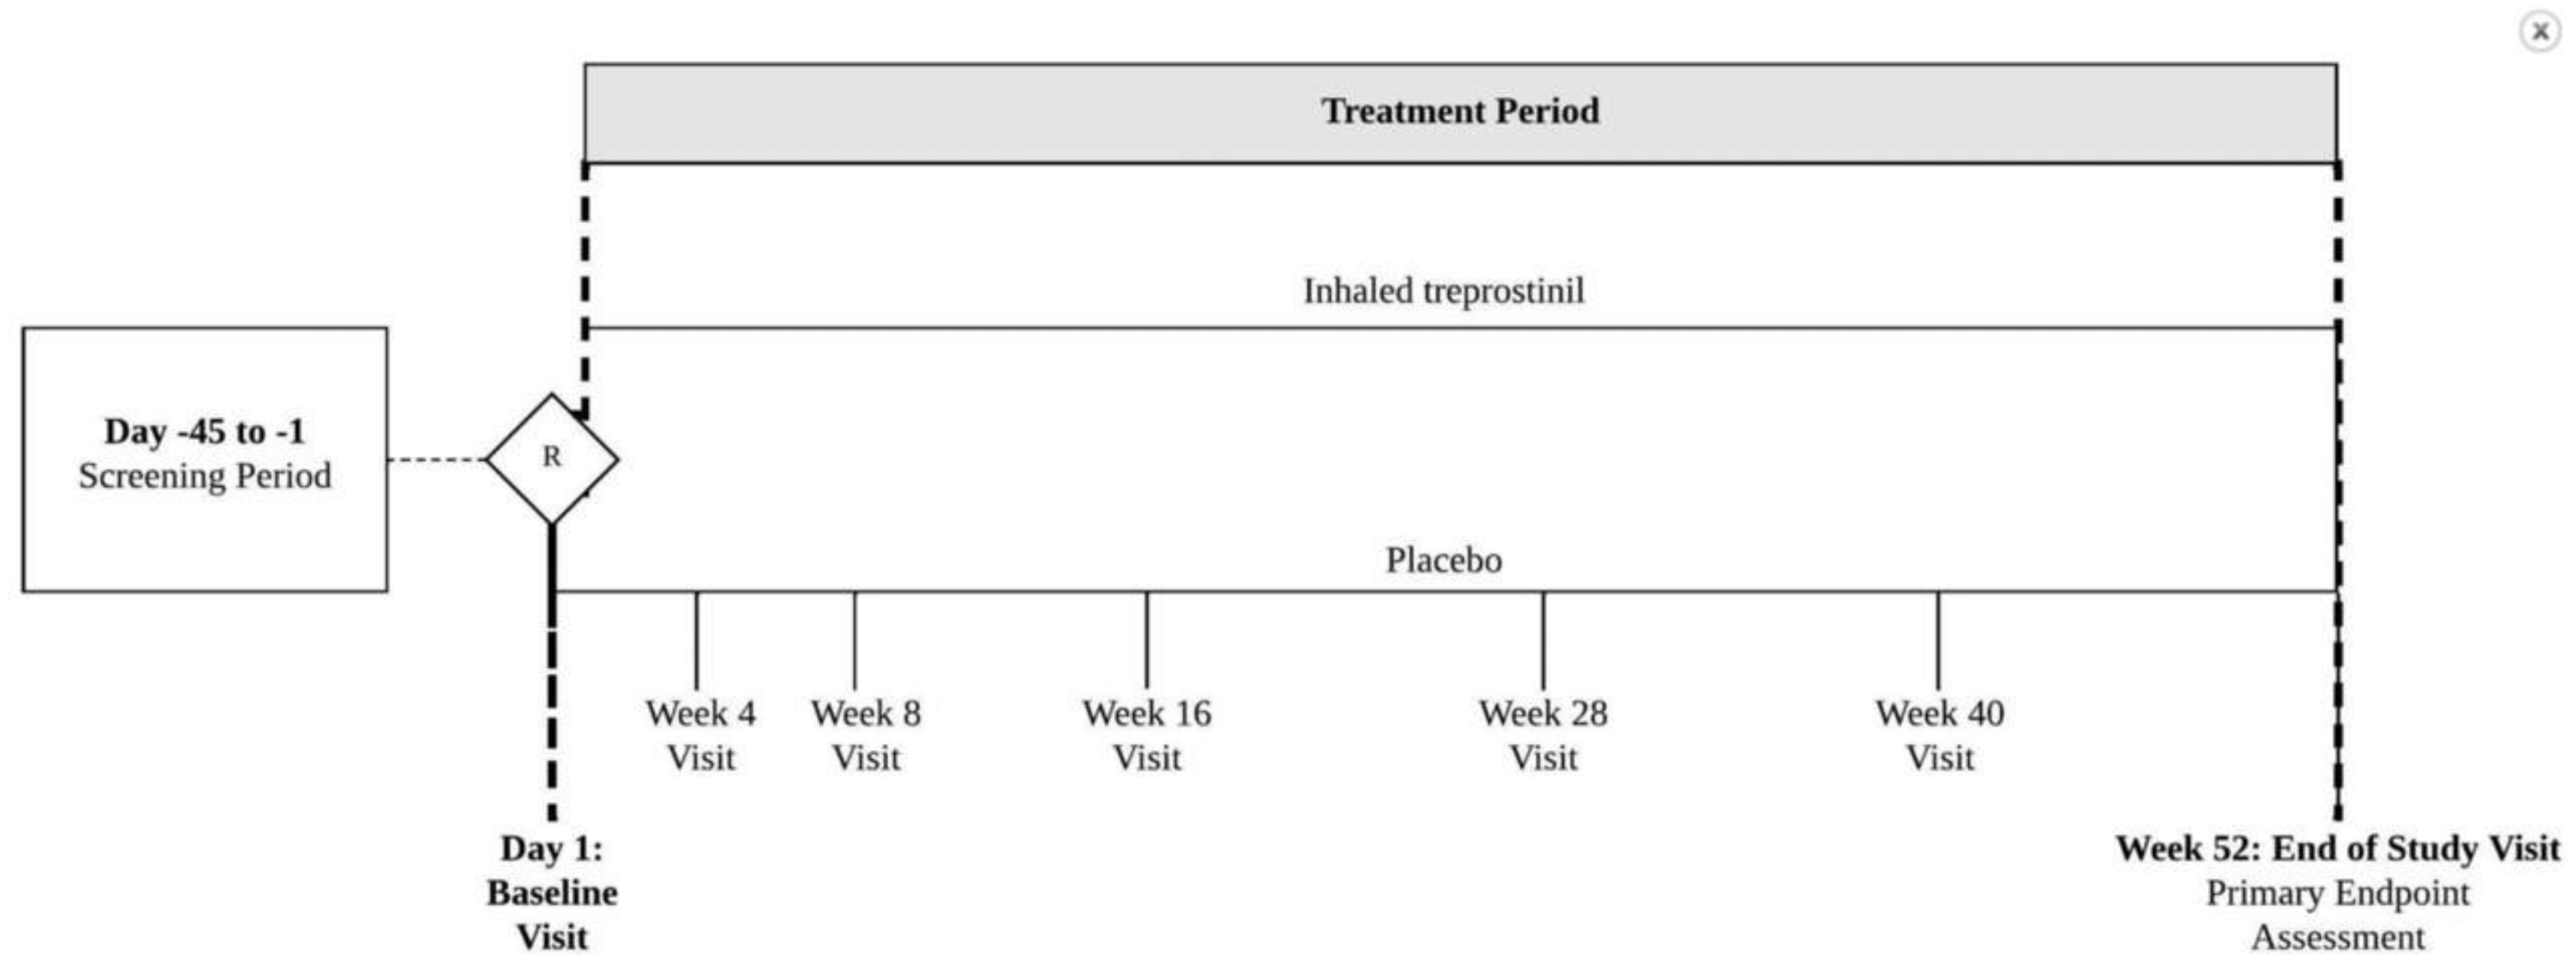 Treatment Period
Inhaled treprostinil
Day -45 to -1
Screening Period
R
Placebo
Week 4
Visit
Week 8
Visit
Week 16
Visit
Week 28
Visit
Week 40
Visit
Day 1:
Baseline
Visit
Week 52: End of Study Visit
Primary Endpoint
Assessment